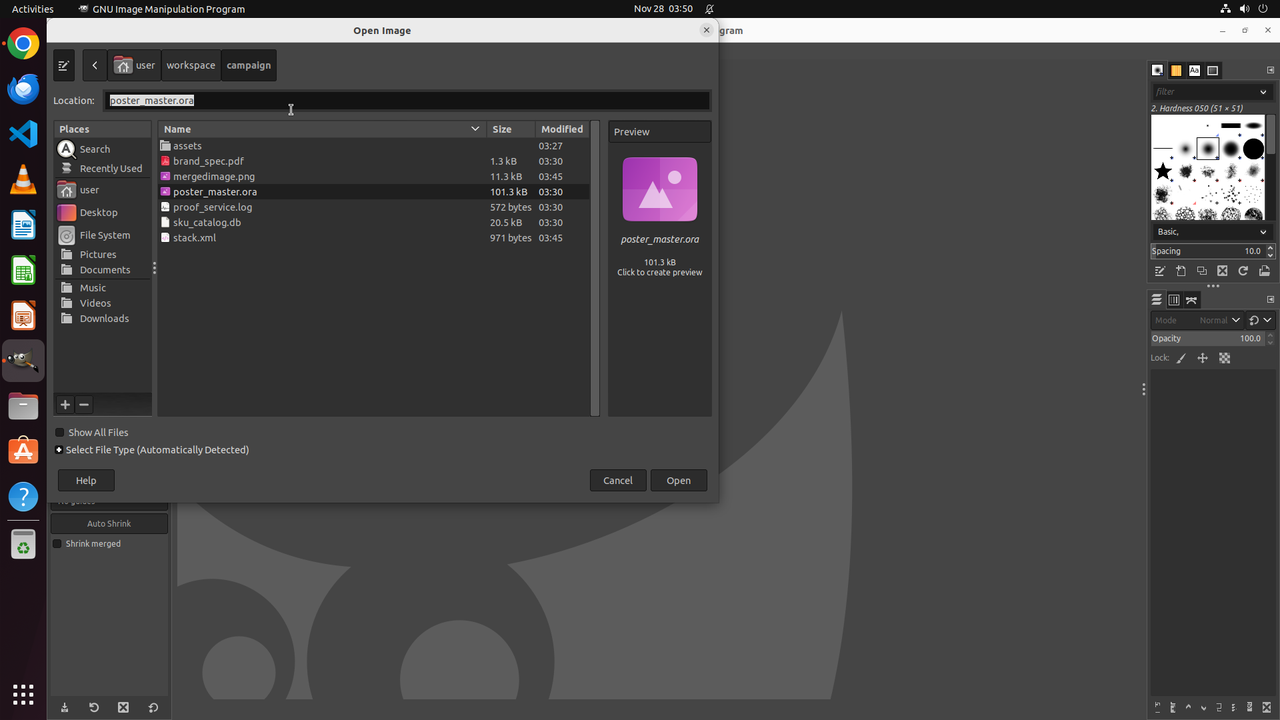 Activities
GNU Image Manipulation Program
Nov 28 03:50
Open Image
gram
user
workspace
campaign
Location:
poster_master.ora
Places
Name
Size
Modified
Preview
Search
Recently Used
user
Desktop
File System
Pictures
Documents
Music
Videos
Downloads
assets 03:27
brand_spec.pdf 1.3 kB 03:30
mergedimage.png 11.3 kB 03:45
poster_master.ora 101.3 kB 03:30
proof_service.log 572 bytes 03:30
sku_catalog.db 20.5 kB 03:30
stack.xml 971 bytes 03:45
poster_master.ora
101.3 kB
Click to create preview
Show All Files
Select File Type (Automatically Detected)
Help
Cancel
Open
Auto Shrink
Shrink merged
filter
2. Hardness 050 (51 × 51)
Basic,
Spacing 10.0
Mode Normal
Opacity 100.0
Lock: